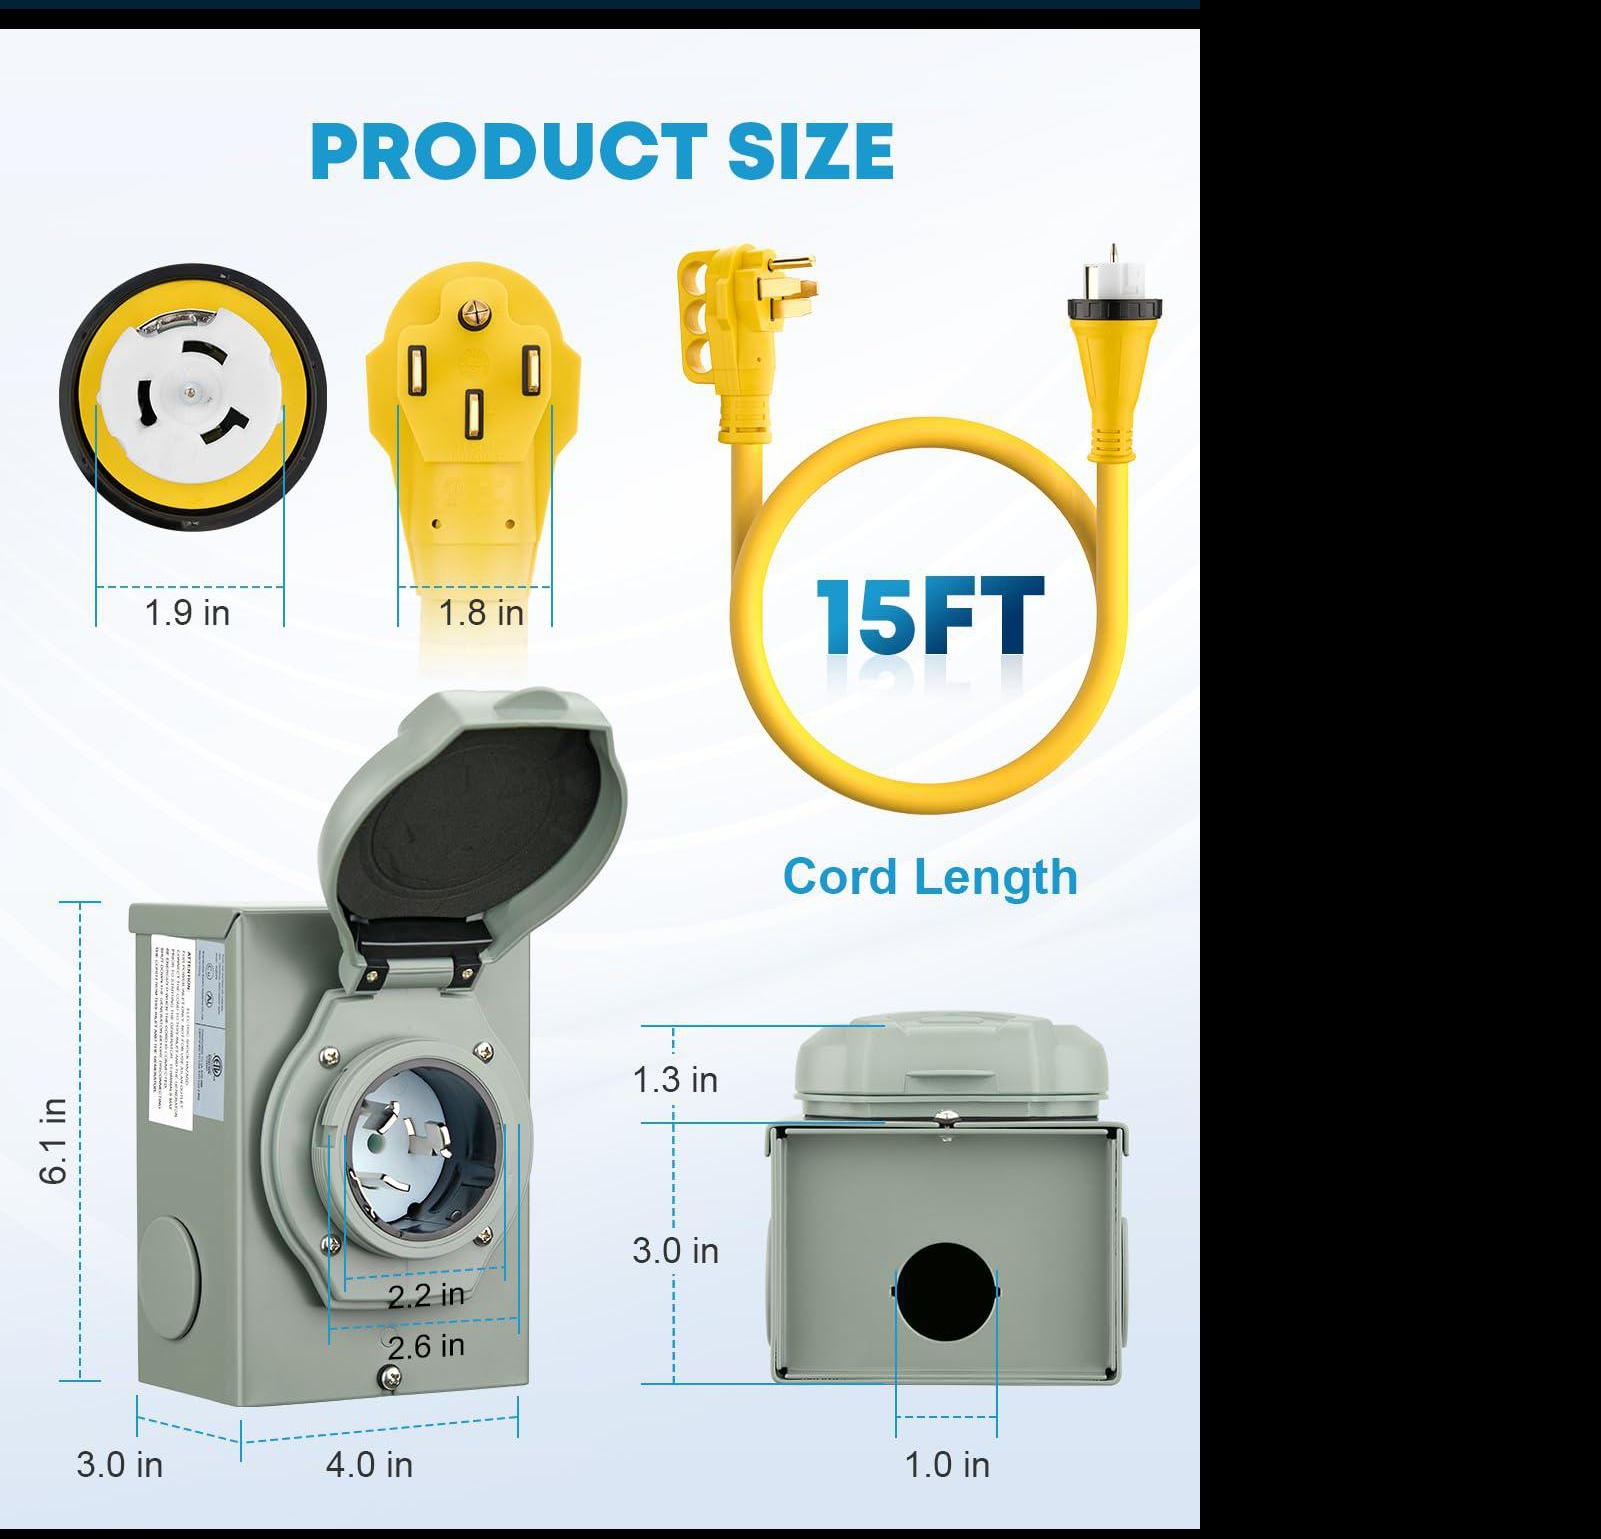 PRODUCT SIZE
1.9 in
1.8 in
15FT
Cord Length
ATTENTION
6.1 in
2.2 in
2.6 in
3.0 in
4.0 in
1.3 in
3.0 in
1.0 in